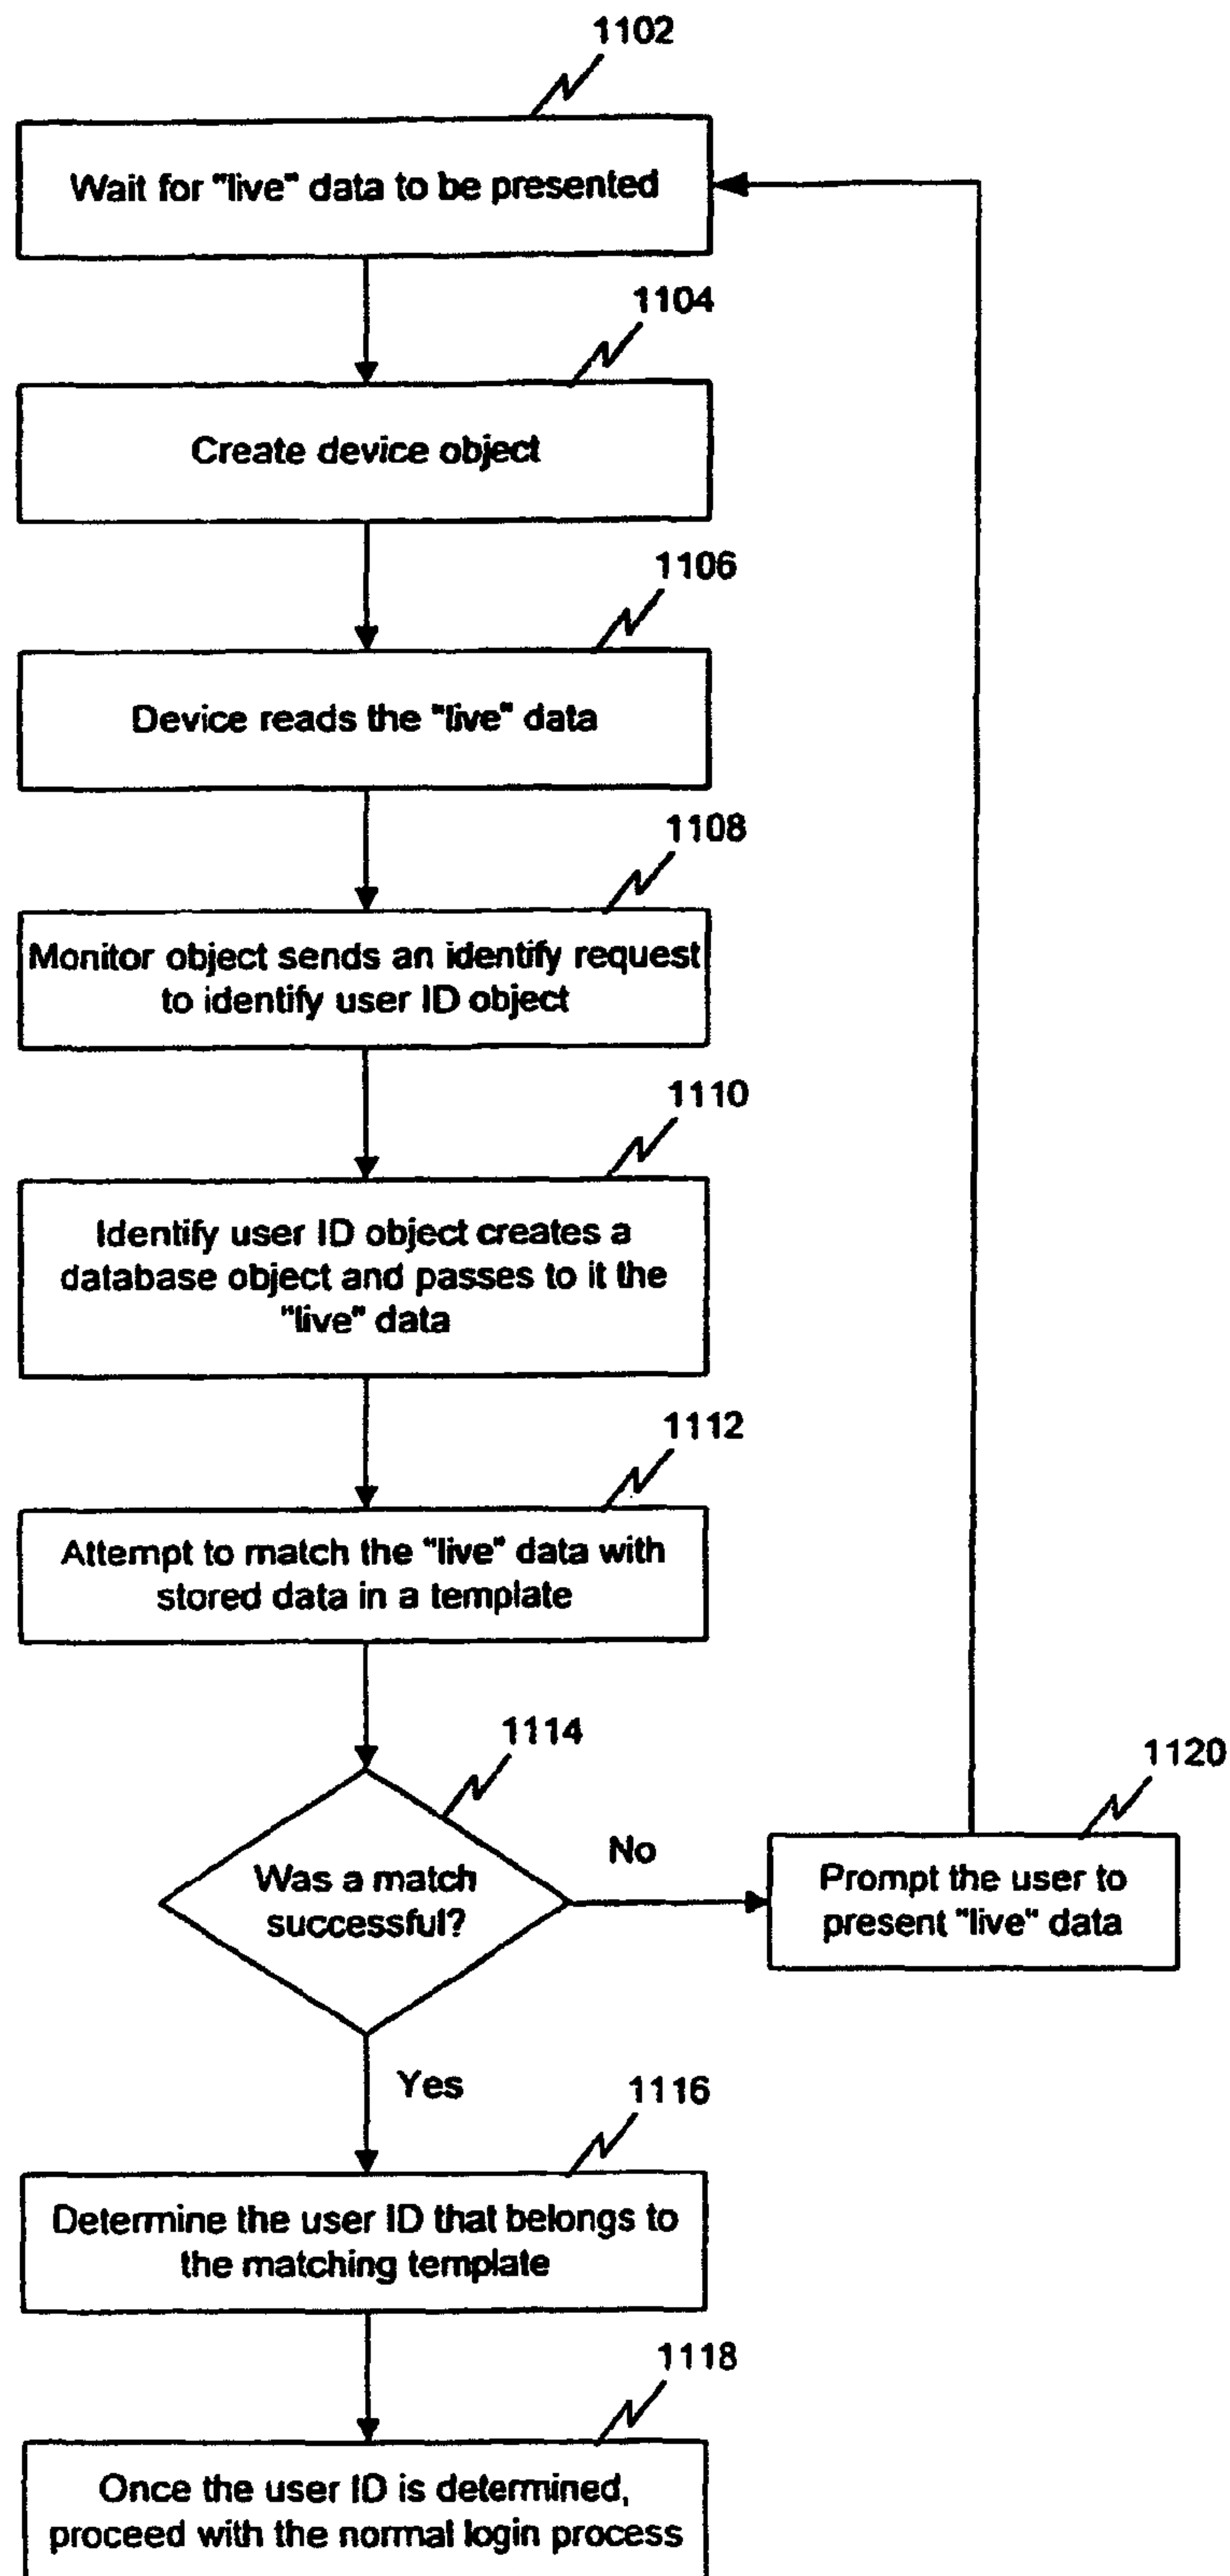 1102
Wait for "live" data to be presented
1104
Create device object
1106
Device reads the "live" data
1108
Monitor object sends an identify request
to identify user ID object
1110
Identify user ID object creates a
database object and passes to it the
"live" data
1112
Attempt to match the "live" data with
stored data in a template
1114
Was a match
successful?
No
1120
Prompt the user to
present "live" data
Yes
1116
Determine the user ID that belongs to
the matching template
1118
Once the user ID is determined,
proceed with the normal login process